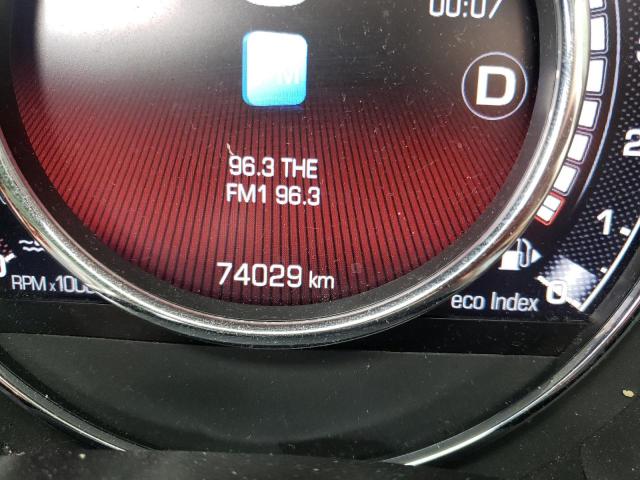 00:07
D
96.3 THE
FM1 96.3
74029 km
RPM x100
eco Index
0
1
2